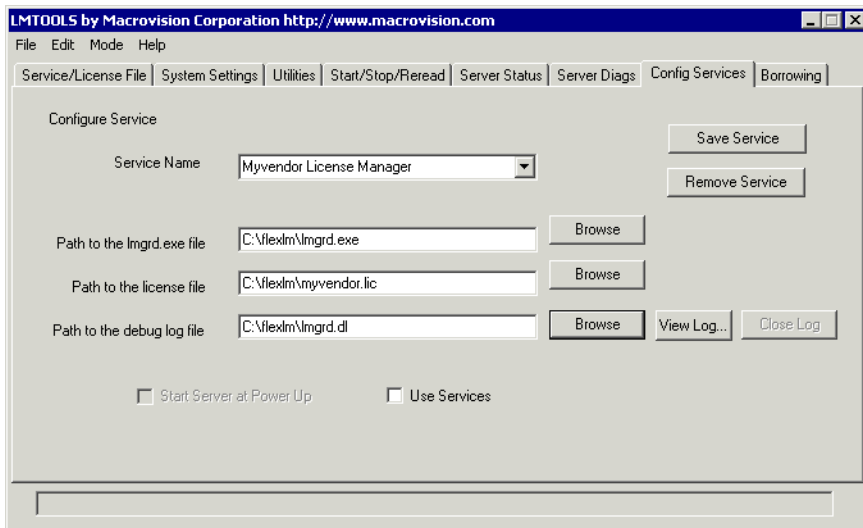 LMTOOLS by Macrovision Corporation http://www.macrovision.com
File Edit Mode Help
Service/License File System Settings Utilities Start/Stop/Reread Server Status Server Diags Config Services Borrowing
Configure Service
Save Service
Service Name Myvendor License Manager
Remove Service
Path to the lmgrd.exe file C:\flexlm\lmgrd.exe Browse
Path to the license file C:\flexlm\myvendor.lic Browse
Path to the debug log file C:\flexlm\lmgrd.dl Browse View Log... Close Log
Start Server at Power Up Use Services